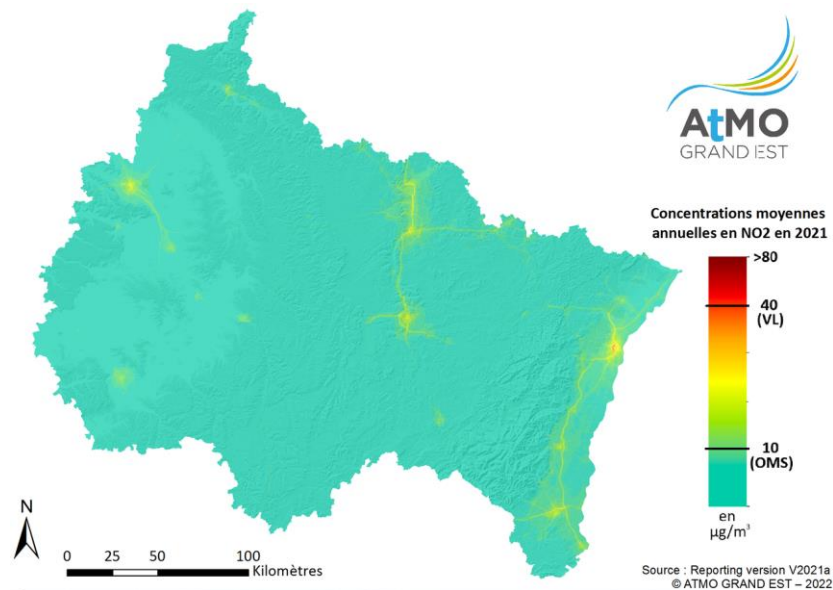 AtMO
GRAND EST
Concentrations moyennes
annuelles en NO2 en 2021
>80
40
(VL)
10
(OMS)
en
µg/m³
N
0 25 50 100
Kilomètres
Source : Reporting version V2021a
© ATMO GRAND EST – 2022